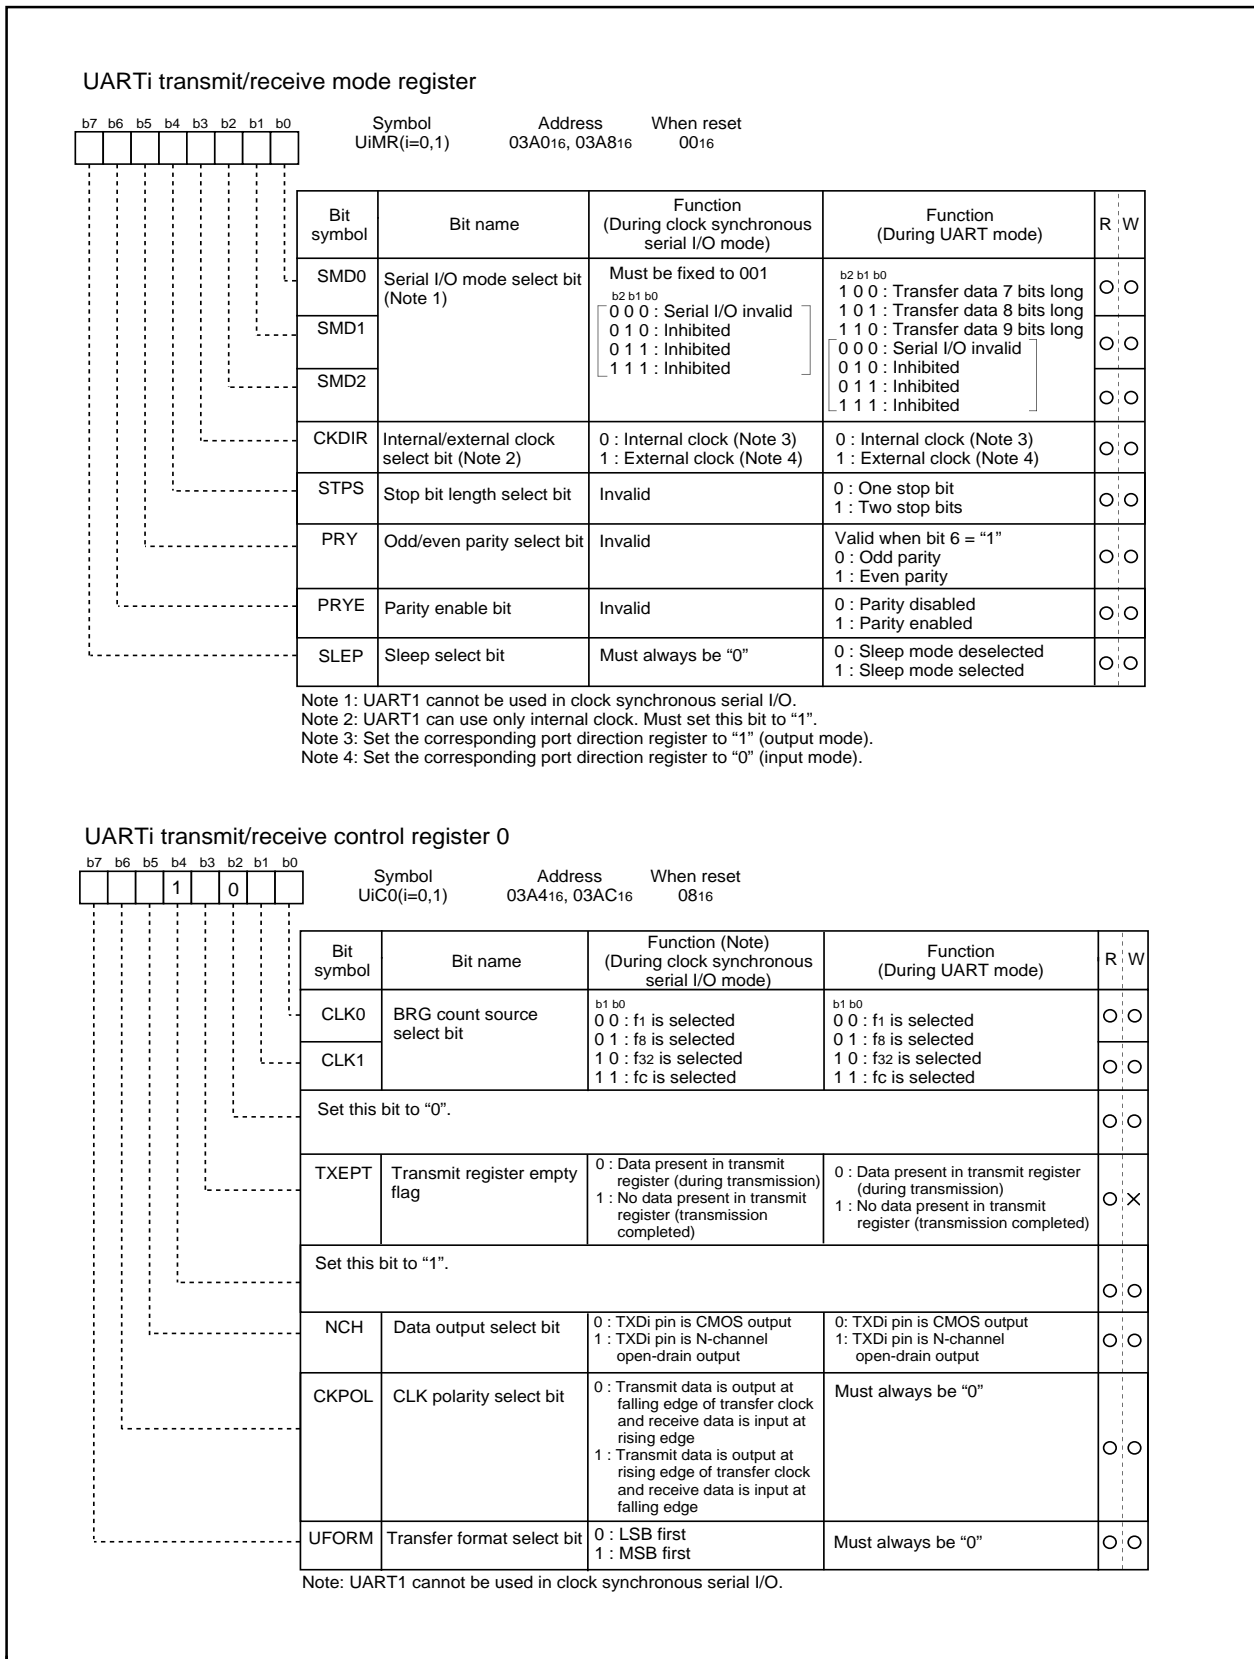 UARTi transmit/receive mode register
b7 b6 b5 b4 b3 b2 b1 b0
Symbol Address When reset
UiMR(i=0,1) 03A016, 03A816 0016
Bit symbol Bit name Function (During clock synchronous serial I/O mode) Function (During UART mode) R W
SMD0 Serial I/O mode select bit (Note 1)
SMD1
SMD2
Must be fixed to 001
b2 b1 b0
0 0 0 : Serial I/O invalid
0 1 0 : Inhibited
0 1 1 : Inhibited
1 1 1 : Inhibited
b2 b1 b0
1 0 0 : Transfer data 7 bits long
1 0 1 : Transfer data 8 bits long
1 1 0 : Transfer data 9 bits long
0 0 0 : Serial I/O invalid
0 1 0 : Inhibited
0 1 1 : Inhibited
1 1 1 : Inhibited
CKDIR Internal/external clock select bit (Note 2)
0 : Internal clock (Note 3)
1 : External clock (Note 4)
0 : Internal clock (Note 3)
1 : External clock (Note 4)
STPS Stop bit length select bit Invalid
0 : One stop bit
1 : Two stop bits
PRY Odd/even parity select bit Invalid
Valid when bit 6 = “1”
0 : Odd parity
1 : Even parity
PRYE Parity enable bit Invalid
0 : Parity disabled
1 : Parity enabled
SLEP Sleep select bit Must always be “0”
0 : Sleep mode deselected
1 : Sleep mode selected
Note 1: UART1 cannot be used in clock synchronous serial I/O.
Note 2: UART1 can use only internal clock. Must set this bit to “1”.
Note 3: Set the corresponding port direction register to “1” (output mode).
Note 4: Set the corresponding port direction register to “0” (input mode).
UARTi transmit/receive control register 0
b7 b6 b5 b4 b3 b2 b1 b0
1 0
Symbol Address When reset
UiC0(i=0,1) 03A416, 03AC16 0816
Bit symbol Bit name Function (Note) (During clock synchronous serial I/O mode) Function (During UART mode) R W
CLK0 BRG count source select bit
CLK1
b1 b0
0 0 : f1 is selected
0 1 : f8 is selected
1 0 : f32 is selected
1 1 : fc is selected
b1 b0
0 0 : f1 is selected
0 1 : f8 is selected
1 0 : f32 is selected
1 1 : fc is selected
Set this bit to “0”.
TXEPT Transmit register empty flag
0 : Data present in transmit
register (during transmission)
1 : No data present in transmit
register (transmission
completed)
0 : Data present in transmit register
(during transmission)
1 : No data present in transmit
register (transmission completed)
Set this bit to “1”.
NCH Data output select bit
0 : TXDi pin is CMOS output
1 : TXDi pin is N-channel
open-drain output
0: TXDi pin is CMOS output
1: TXDi pin is N-channel
open-drain output
CKPOL CLK polarity select bit
0 : Transmit data is output at
falling edge of transfer clock
and receive data is input at
rising edge
1 : Transmit data is output at
rising edge of transfer clock
and receive data is input at
falling edge
Must always be “0”
UFORM Transfer format select bit
0 : LSB first
1 : MSB first
Must always be “0”
Note: UART1 cannot be used in clock synchronous serial I/O.